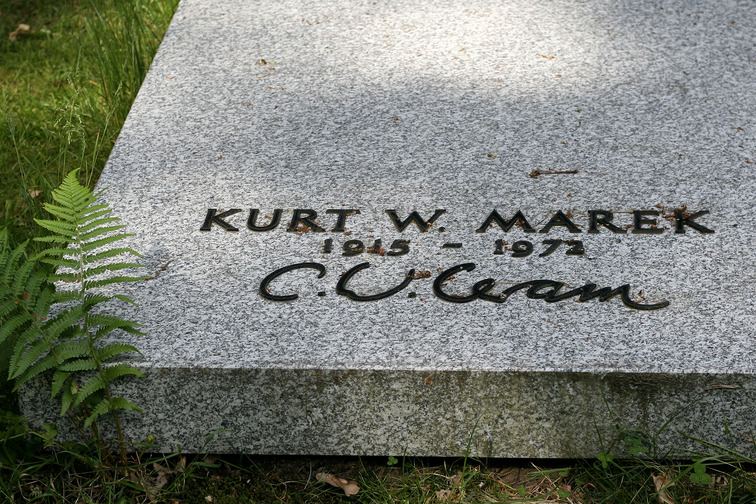 KURT W. MAREK
1915 – 1972
C. W. Ceram